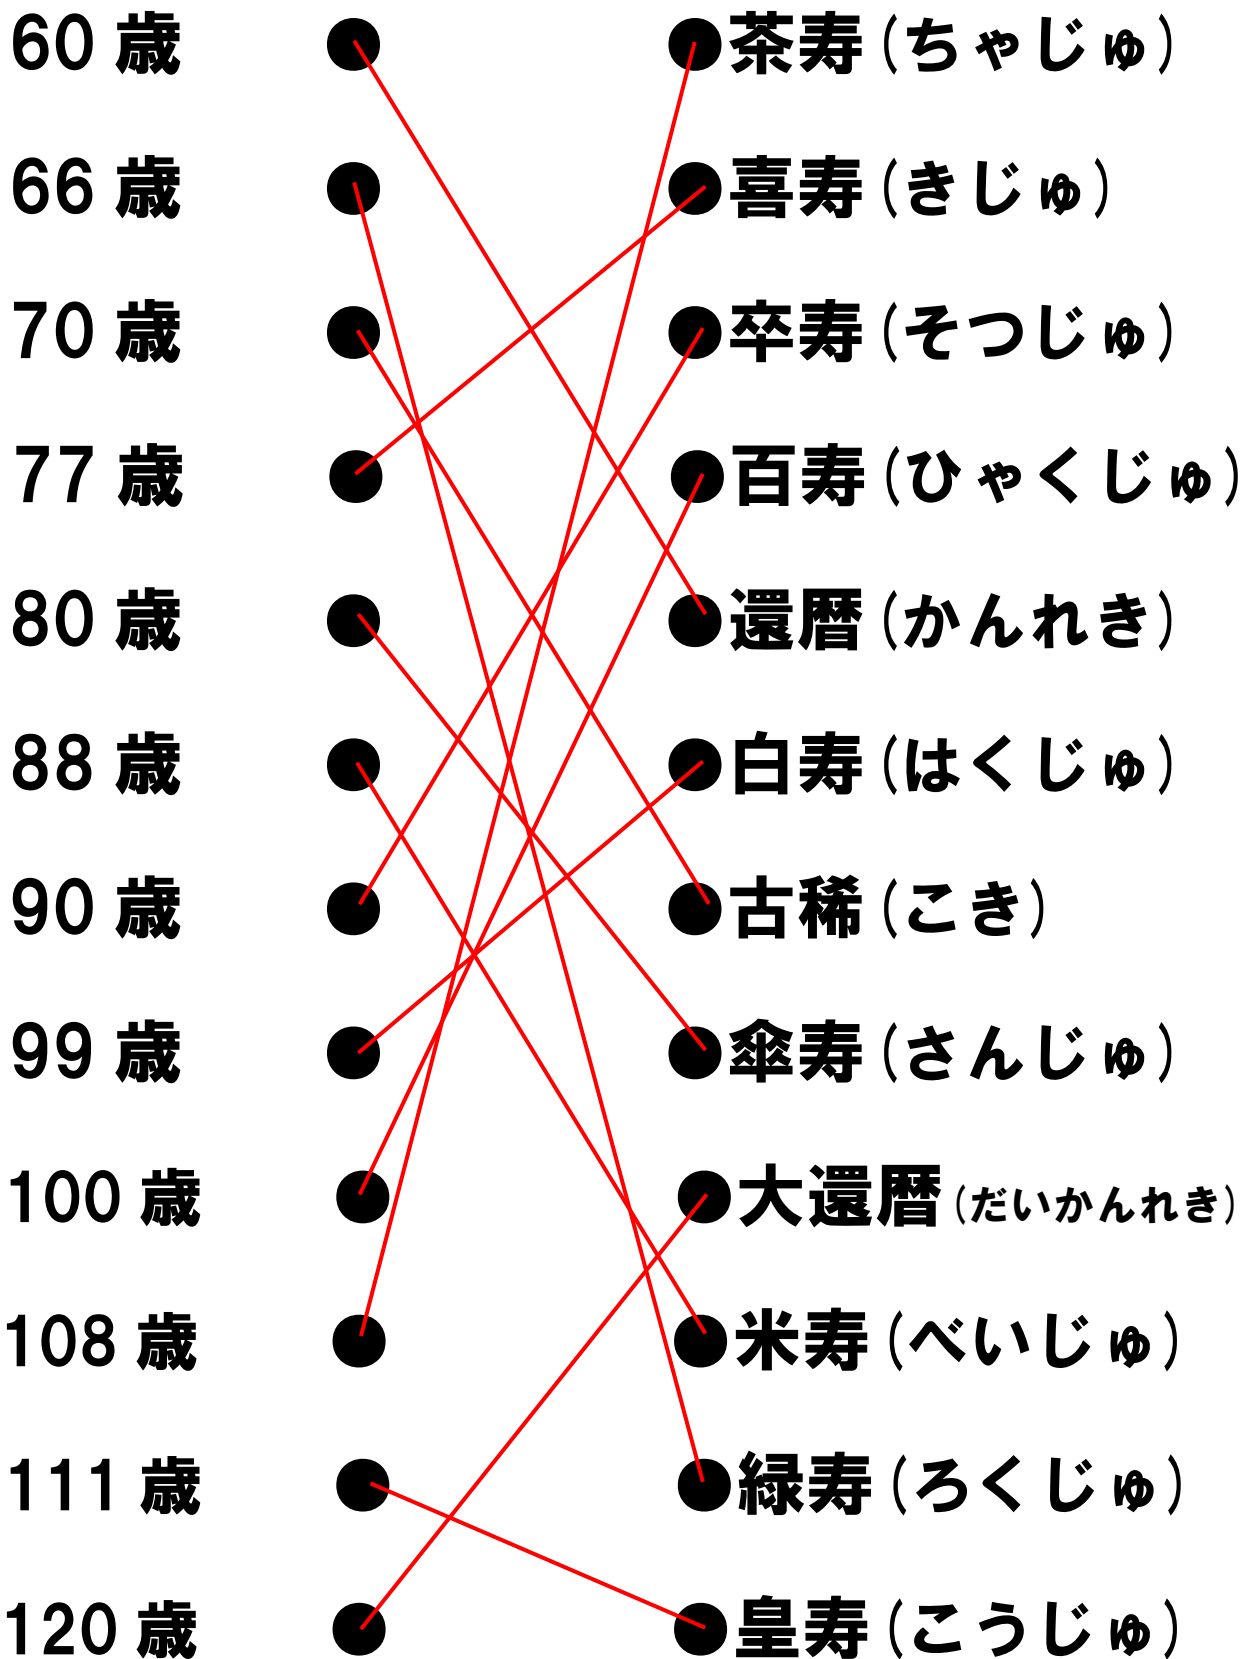 60歳 茶寿(ちゃじゅ)
66歳 喜寿(きじゅ)
70歳 卒寿(そつじゅ)
77歳 百寿(ひゃくじゅ)
80歳 還暦(かんれき)
88歳 白寿(はくじゅ)
90歳 古稀(こき)
99歳 傘寿(さんじゅ)
100歳 大還暦(だいかんれき)
108歳 米寿(べいじゅ)
111歳 緑寿(ろくじゅ)
120歳 皇寿(こうじゅ)